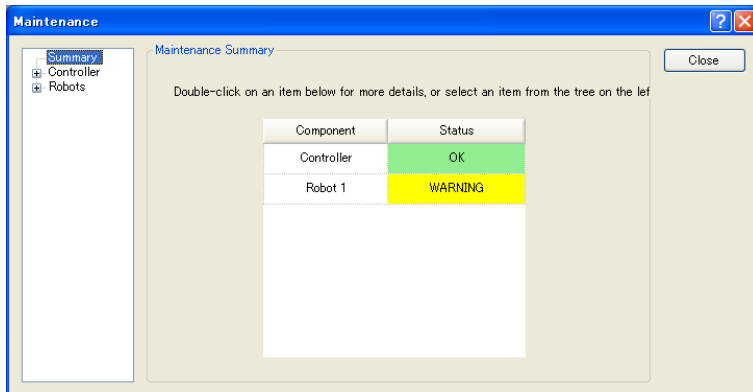 Maintenance
Summary
Controller
Robots
Maintenance Summary
Close
Double-click on an item below for more details, or select an item from the tree on the lef
Component Status
Controller OK
Robot 1 WARNING